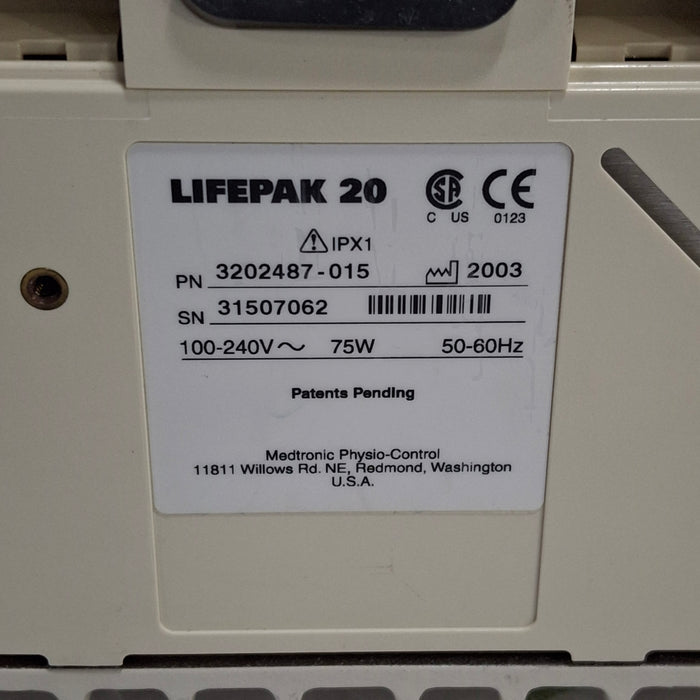 LIFEPAK 20
C US 0123
IPX1
PN 3202487-015 2003
SN 31507062
100-240V~ 75W 50-60Hz
Patents Pending
Medtronic Physio-Control
11811 Willows Rd. NE, Redmond, Washington
U.S.A.